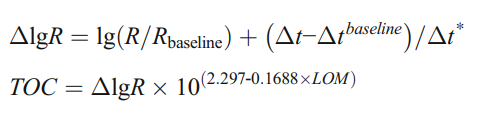 ΔlgR = lg(R/R_baseline) + (Δt−Δt^baseline)/Δt^*
TOC = ΔlgR × 10^(2.297-0.1688×LOM)